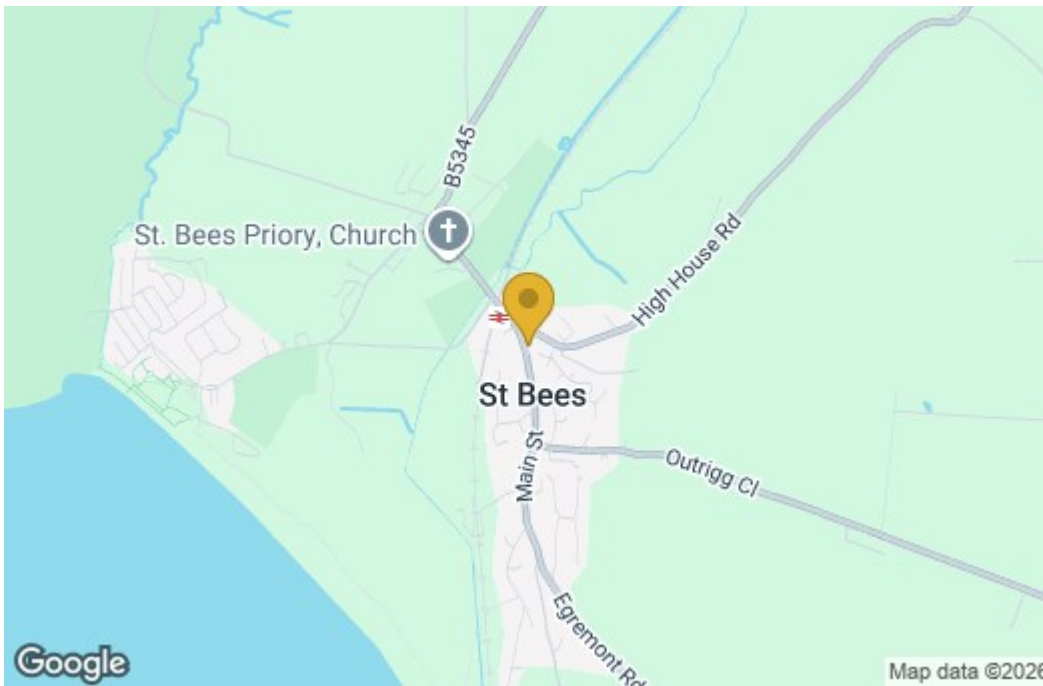 B5345
St. Bees Priory, Church
High House Rd
St Bees
Main St
Outrigg Cl
Egremont Rd
Google
Map data ©2026